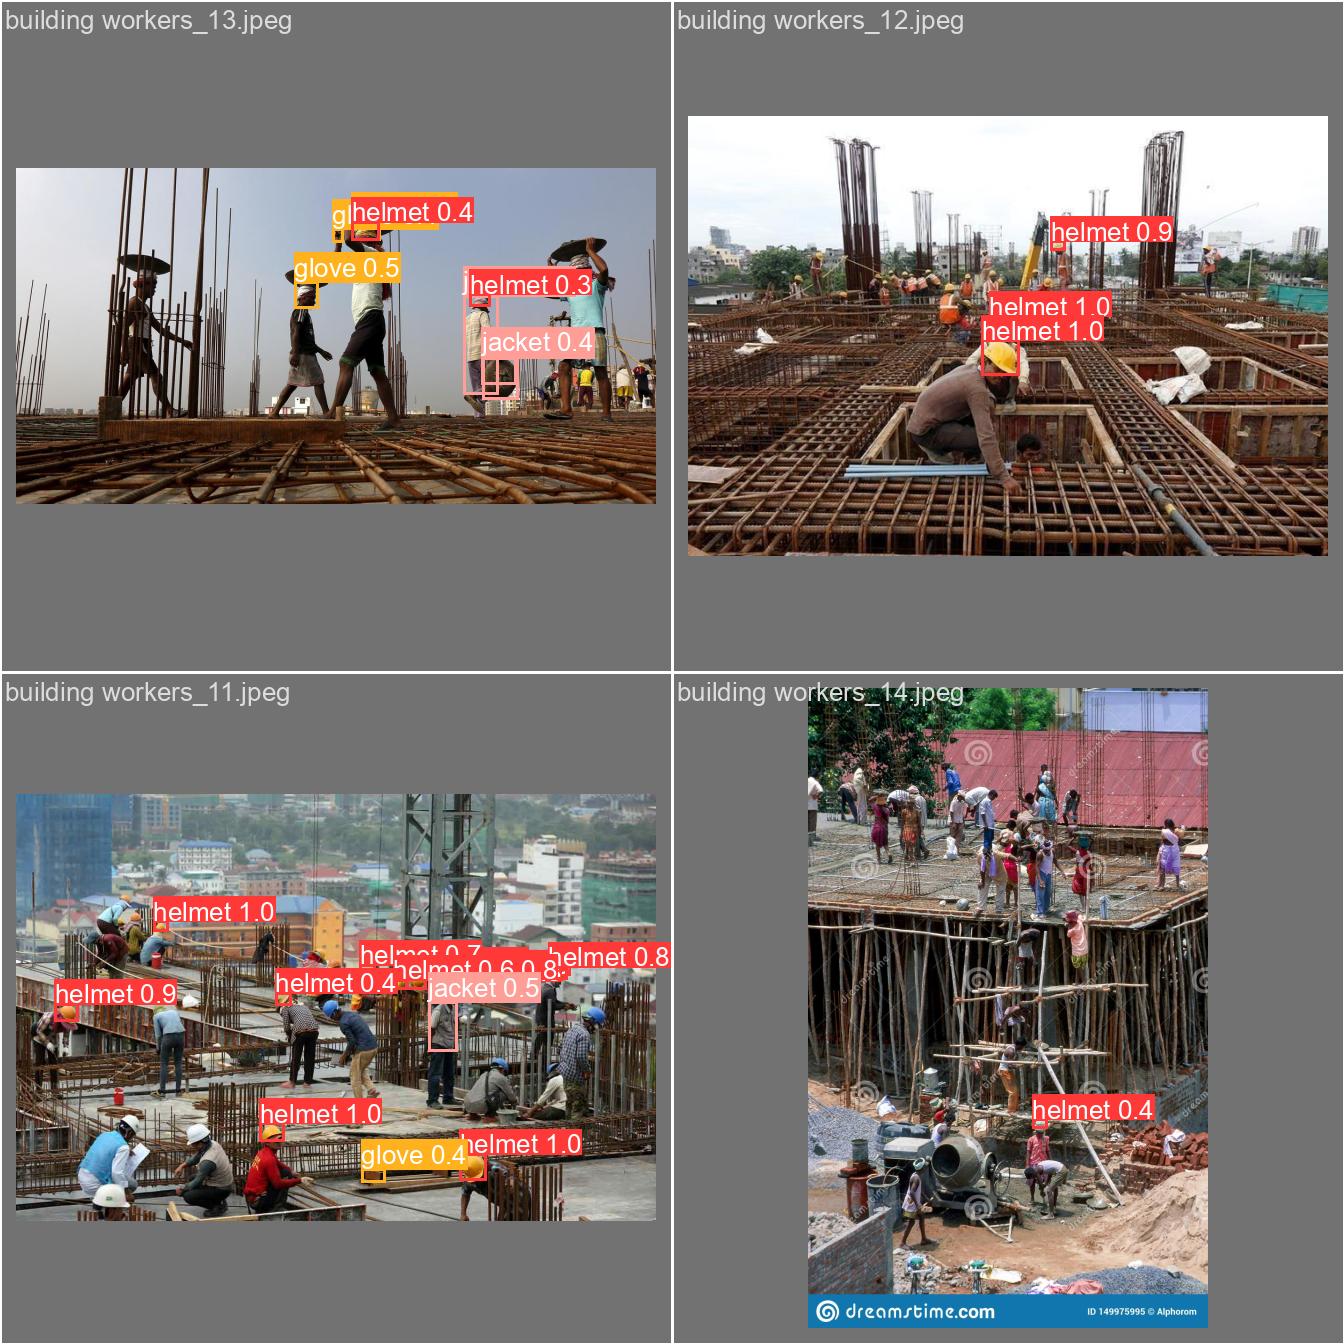 building workers_13.jpeg
helmet 0.4
glove 0.5
helmet 0.3
jacket 0.4
building workers_12.jpeg
helmet 0.9
helmet 1.0
helmet 1.0
building workers_11.jpeg
helmet 1.0
helmet 0.7
helmet 0.8
helmet 0.6
0.8
helmet 0.4
jacket 0.5
helmet 0.9
helmet 1.0
helmet 1.0
glove 0.4
building workers_14.jpeg
dreamstime
helmet 0.4
dreamstime.com
ID 149975995 © Alphorom